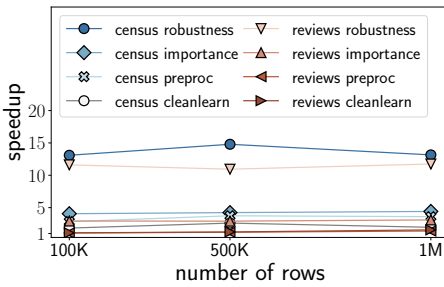 census robustness
reviews robustness
census importance
reviews importance
census preproc
reviews preproc
census cleanlearn
reviews cleanlearn
speedup
20
15
10
5
1
100K
500K
1M
number of rows